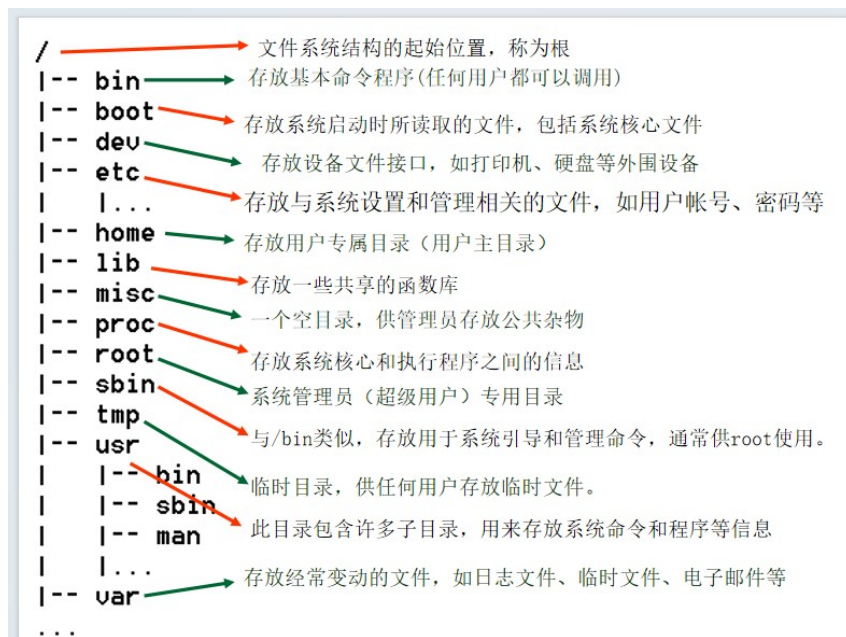 / 文件系统结构的起始位置，称为根
|-- bin 存放基本命令程序(任何用户都可以调用)
|-- boot 存放系统启动时所读取的文件，包括系统核心文件
|-- dev 存放设备文件接口，如打印机、硬盘等外围设备
|-- etc 存放与系统设置和管理相关的文件，如用户帐号、密码等
| |...
|-- home 存放用户专属目录（用户主目录）
|-- lib 存放一些共享的函数库
|-- misc 一个空目录，供管理员存放公共杂物
|-- proc 存放系统核心和执行程序之间的信息
|-- root 系统管理员（超级用户）专用目录
|-- sbin 与/bin类似，存放用于系统引导和管理命令，通常供root使用。
|-- tmp 临时目录，供任何用户存放临时文件。
|-- usr 此目录包含许多子目录，用来存放系统命令和程序等信息
| |-- bin
| |-- sbin
| |-- man
| |...
|-- var 存放经常变动的文件，如日志文件、临时文件、电子邮件等
...